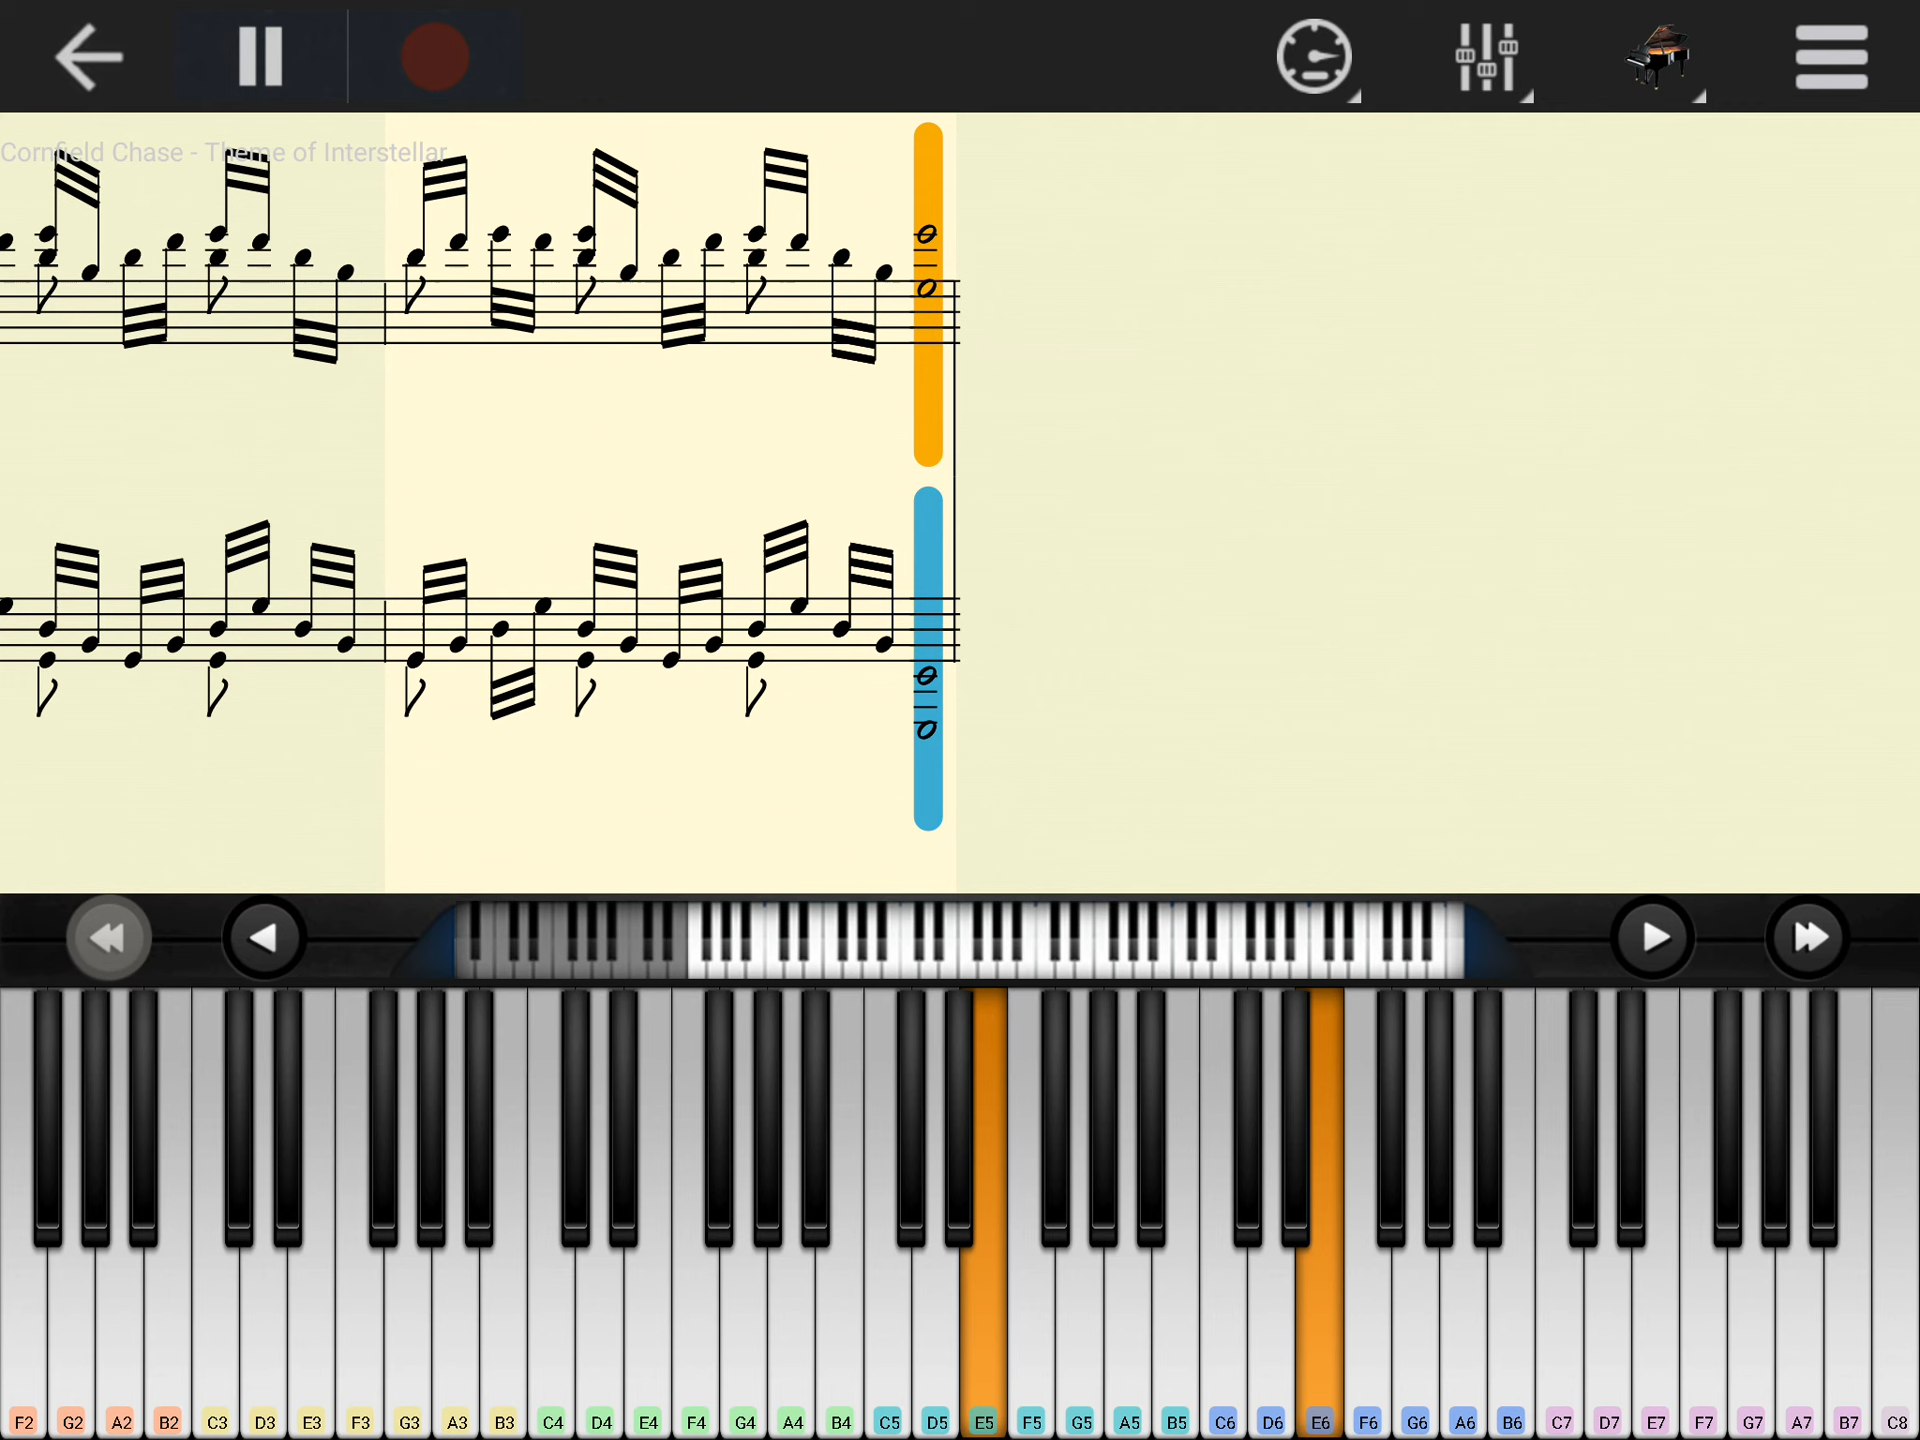 Cornfield Chase - Theme of Interstellar
F2 G2 A2 B2 C3 D3 E3 F3 G3 A3 B3 C4 D4 E4 F4 G4 A4 B4 C5 D5 E5 F5 G5 A5 B5 C6 D6 E6 F6 G6 A6 B6 C7 D7 E7 F7 G7 A7 B7 C8